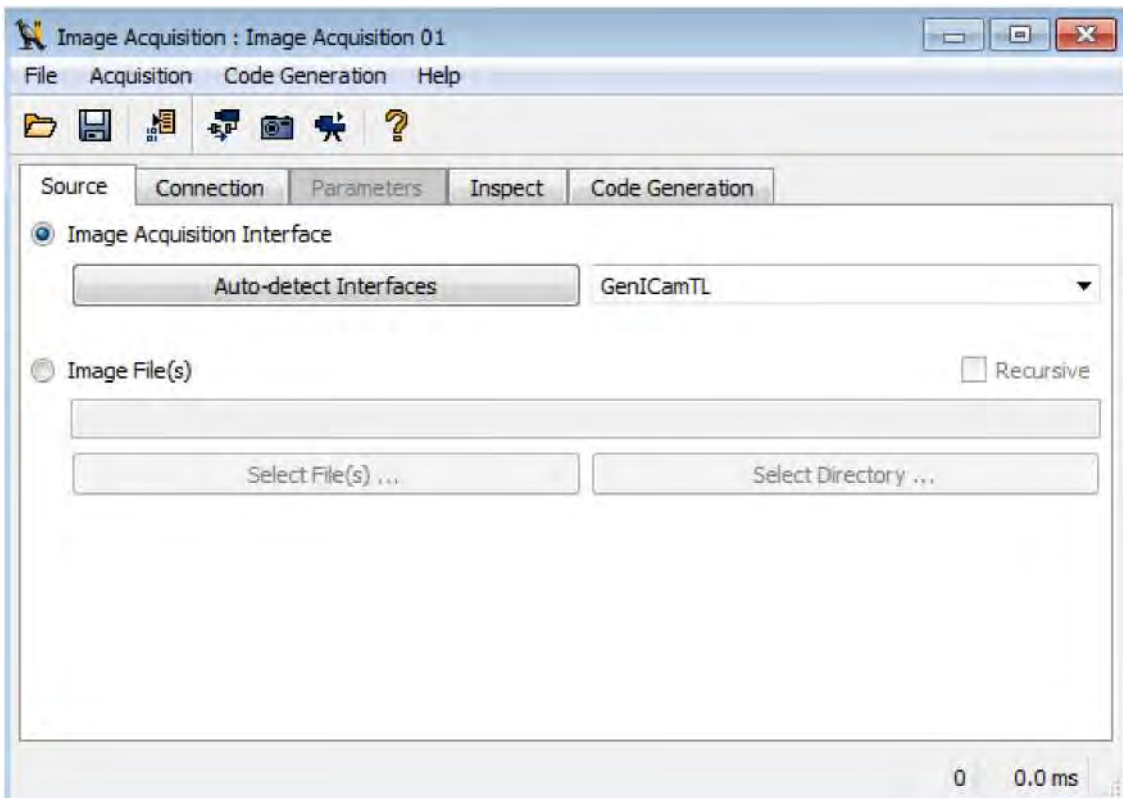 Image Acquisition : Image Acquisition 01
File Acquisition Code Generation Help
Source Connection Parameters Inspect Code Generation
Image Acquisition Interface
Auto-detect Interfaces GenICamTL
Image File(s) Recursive
Select File(s) ... Select Directory ...
0 0.0 ms